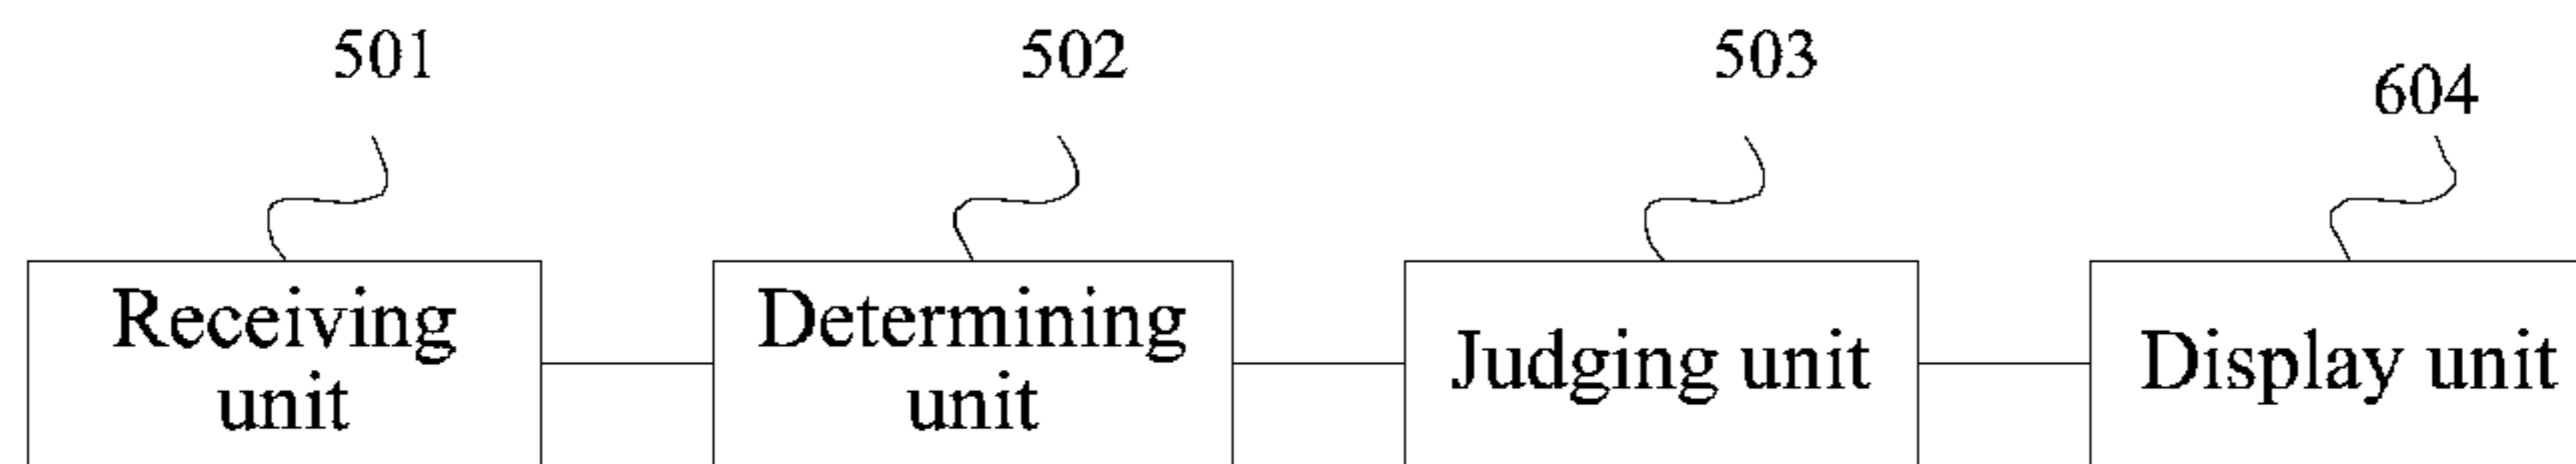 501
502
503
604
Receiving
unit
Determining
unit
Judging unit
Display unit